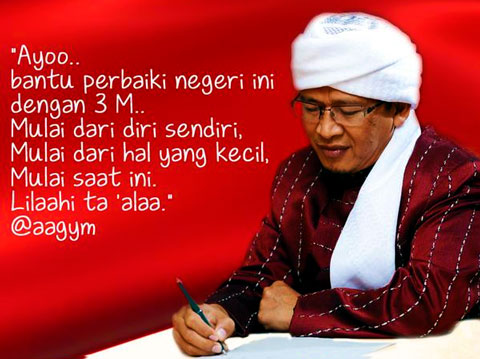 "Ayoo..
bantu perbaiki negeri ini
dengan 3 M..
Mulai dari diri sendiri,
Mulai dari hal yang kecil,
Mulai saat ini.
Lilaahi ta 'alaa."
@aagym